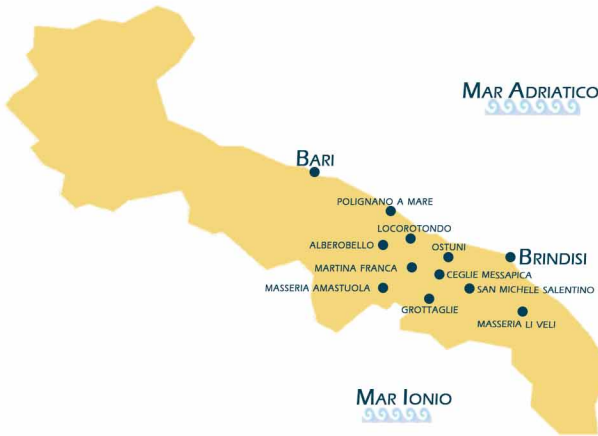 MAR ADRIATICO
BARI
POLIGNANO A MARE
LOCOROTONDO
ALBEROBELLO
OSTUNI
BRINDISI
MARTINA FRANCA
CEGLIE MESSAPICA
MASSERIA AMASTUOLA
SAN MICHELE SALENTINO
GROTTAGLIE
MASSERIA LI VELI
MAR IONIO